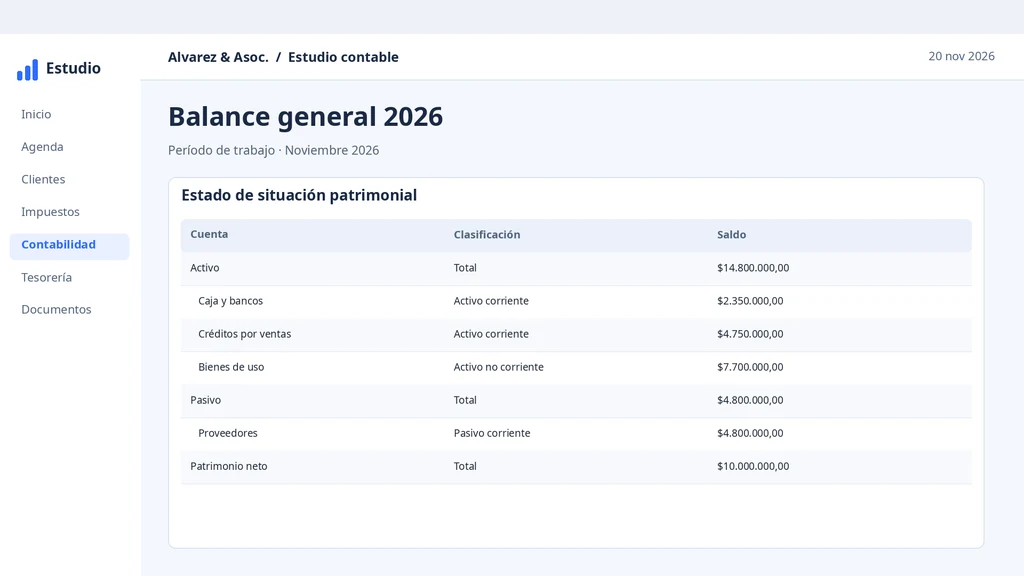 Estudio
Inicio
Agenda
Clientes
Impuestos
Contabilidad
Tesorería
Documentos
Alvarez & Asoc. / Estudio contable
20 nov 2026
Balance general 2026
Período de trabajo · Noviembre 2026
Estado de situación patrimonial
Cuenta Clasificación Saldo
Activo Total $14.800.000,00
Caja y bancos Activo corriente $2.350.000,00
Créditos por ventas Activo corriente $4.750.000,00
Bienes de uso Activo no corriente $7.700.000,00
Pasivo Total $4.800.000,00
Proveedores Pasivo corriente $4.800.000,00
Patrimonio neto Total $10.000.000,00